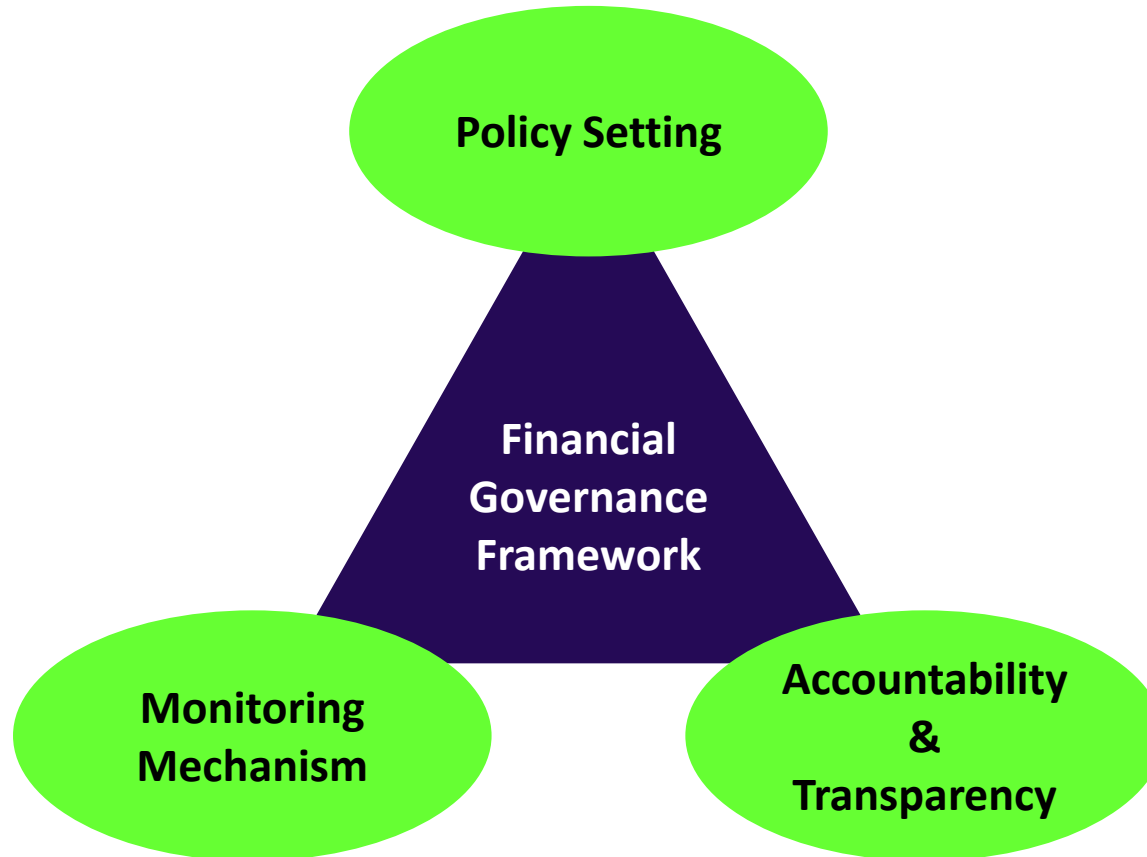 Policy Setting
Financial
Governance
Framework
Monitoring
Mechanism
Accountability
&
Transparency